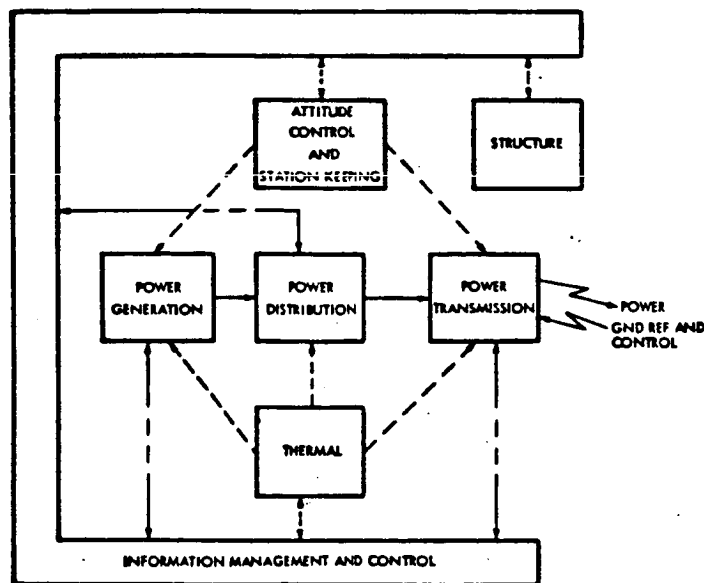 ATTITUDE
CONTROL
AND
STATION KEEPING
STRUCTURE
POWER
GENERATION
POWER
DISTRIBUTION
POWER
TRANSMISSION
POWER
GND REF AND
CONTROL
THERMAL
INFORMATION MANAGEMENT AND CONTROL